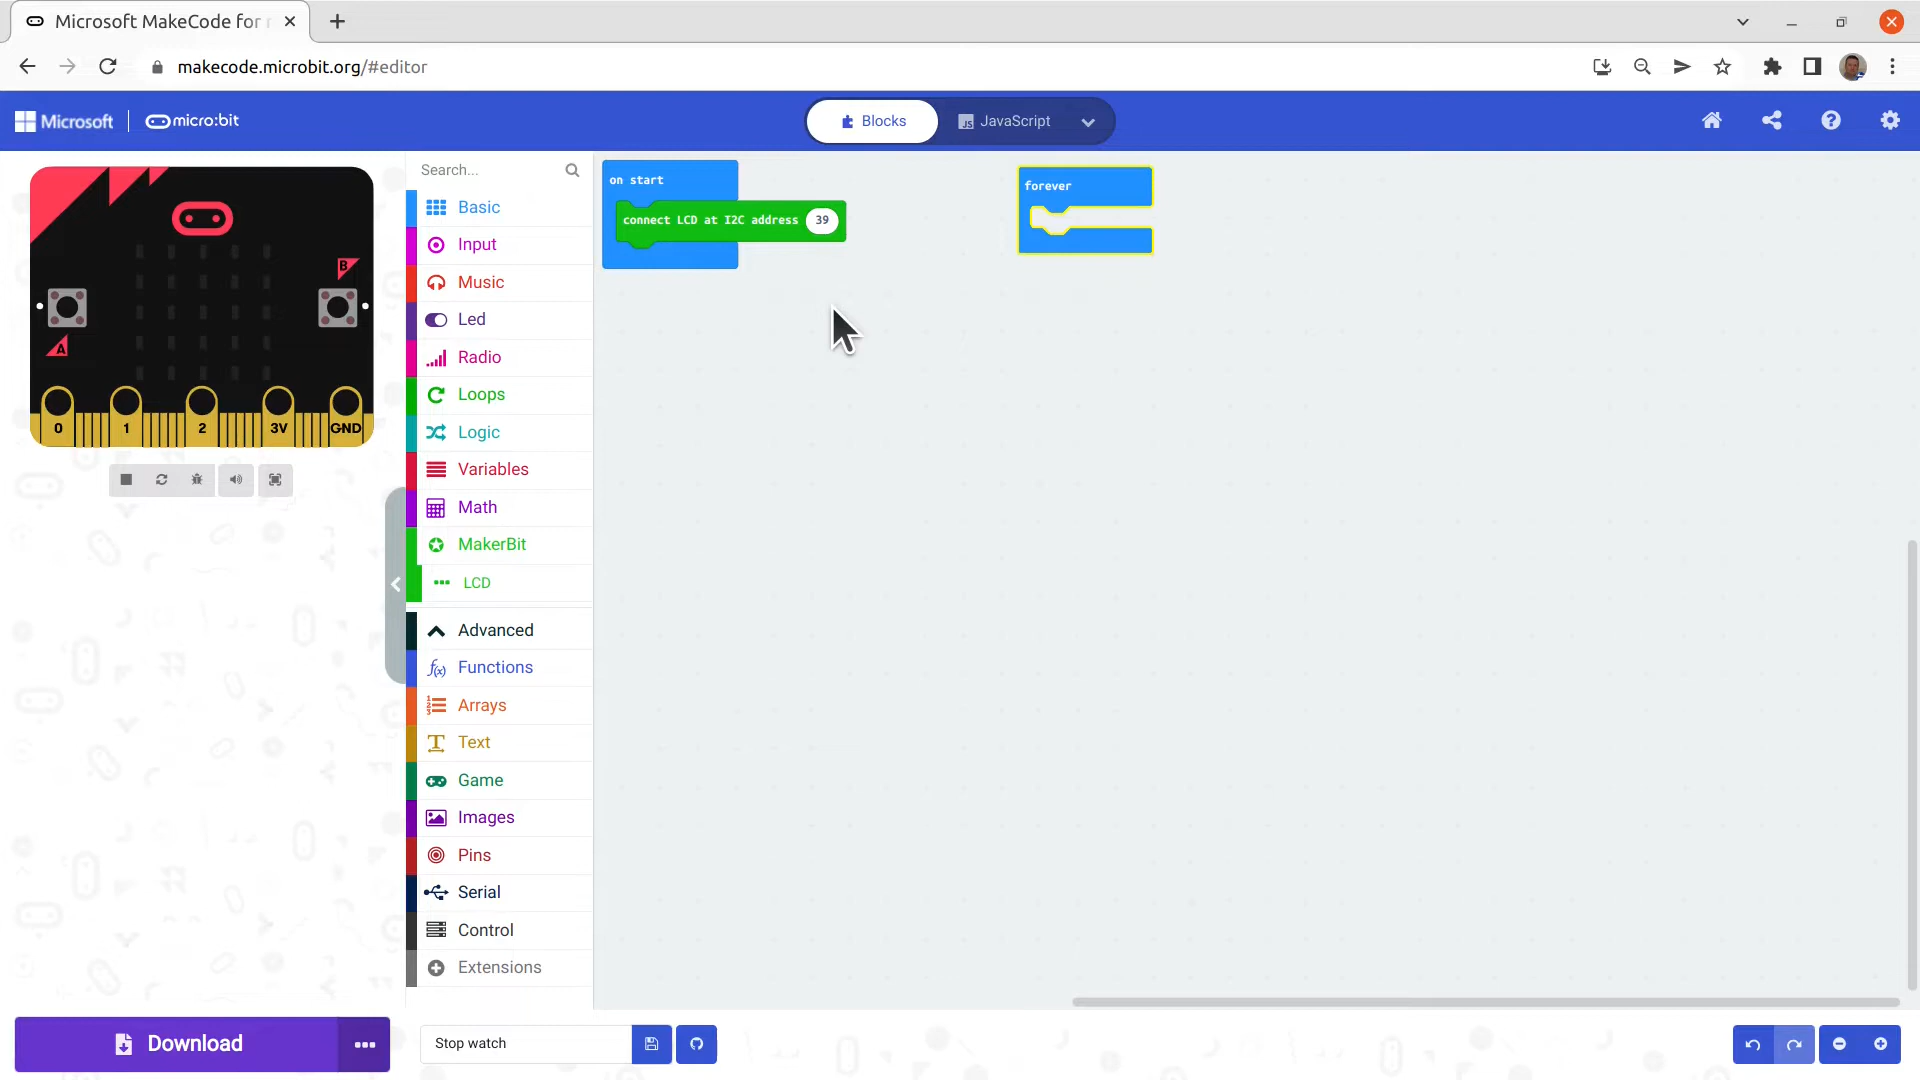 Microsoft MakeCode for
makecode.microbit.org/#editor
Microsoft
micro:bit
Blocks
JavaScript
JS
B
A
0
1
2
3V
GND
Search...
Basic
Input
Music
Led
Radio
Loops
Logic
Variables
Math
MakerBit
LCD
Advanced
Functions
Arrays
Text
Game
Images
Pins
Serial
Control
Extensions
on start
connect LCD at I2C address 39
forever
Download
Stop watch